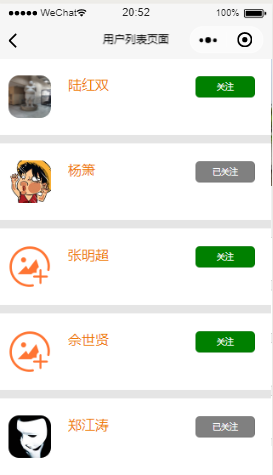 ●●●●● WeChat 20:52 100%
用户列表页面
陆红双 关注
杨箫 已关注
张明超 关注
余世贤 关注
郑江涛 已关注